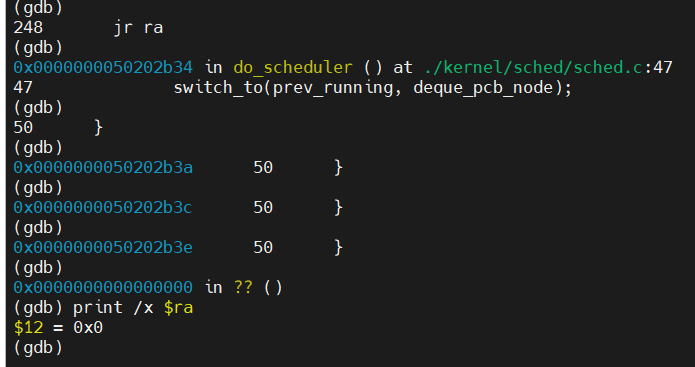 (gdb)
248       jr ra
(gdb)
0x0000000050202b34 in do_scheduler () at ./kernel/sched/sched.c:47
47              switch_to(prev_running, deque_pcb_node);
(gdb)
50      }
(gdb)
0x0000000050202b3a      50      }
(gdb)
0x0000000050202b3c      50      }
(gdb)
0x0000000050202b3e      50      }
(gdb)
0x0000000000000000 in ?? ()
(gdb) print /x $ra
$12 = 0x0
(gdb)